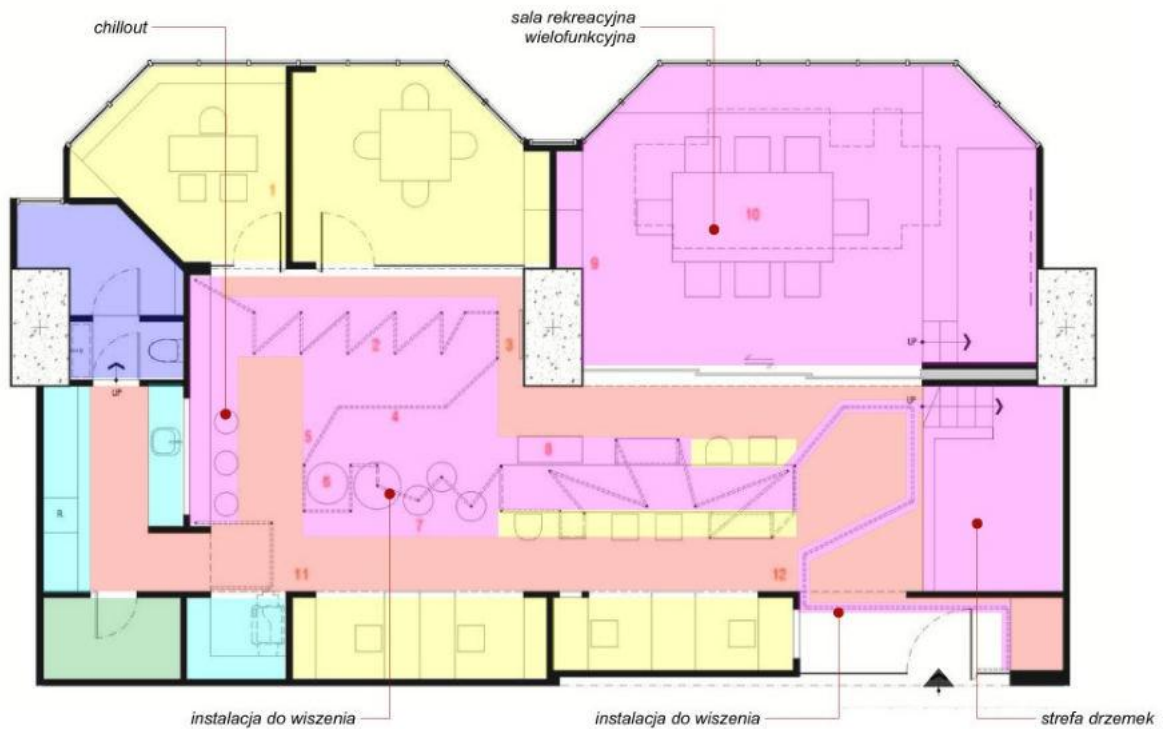 chillout
sala rekreacyjna
wielofunkcyjna
1
10
9
2
3
UP
UP
UP
4
5
8
6
R
7
11
12
instalacja do wiszenia
instalacja do wiszenia
strefa drzemek